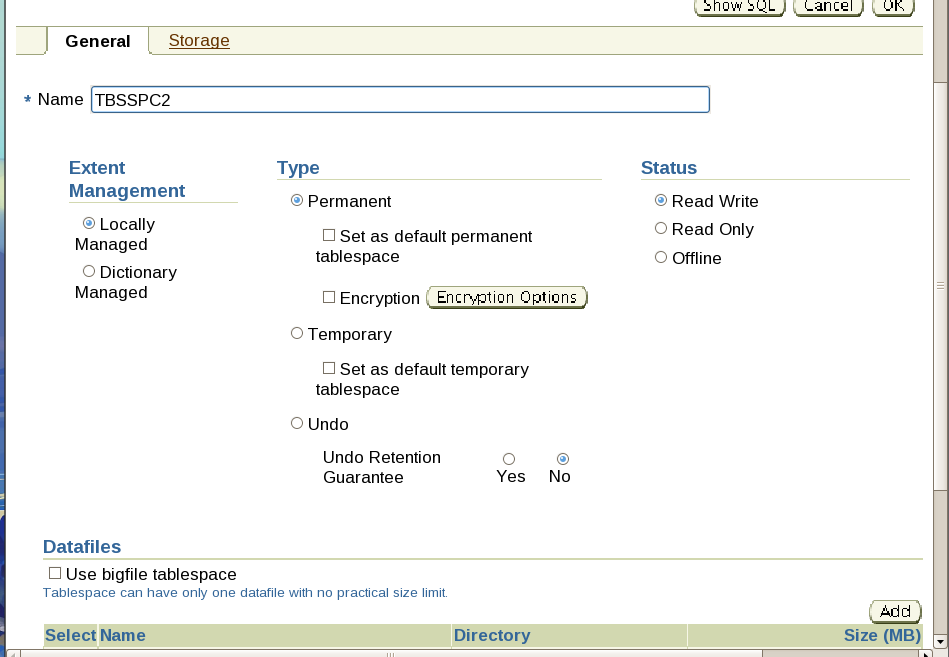 Show SQL Cancel OK
General Storage
* Name TBSSPC2
Extent
Management
Locally
Managed
Dictionary
Managed
Type
Permanent
Set as default permanent
tablespace
Encryption Encryption Options
Temporary
Set as default temporary
tablespace
Undo
Undo Retention
Guarantee
Yes No
Status
Read Write
Read Only
Offline
Datafiles
Use bigfile tablespace
Tablespace can have only one datafile with no practical size limit.
Add
Select Name Directory Size (MB)